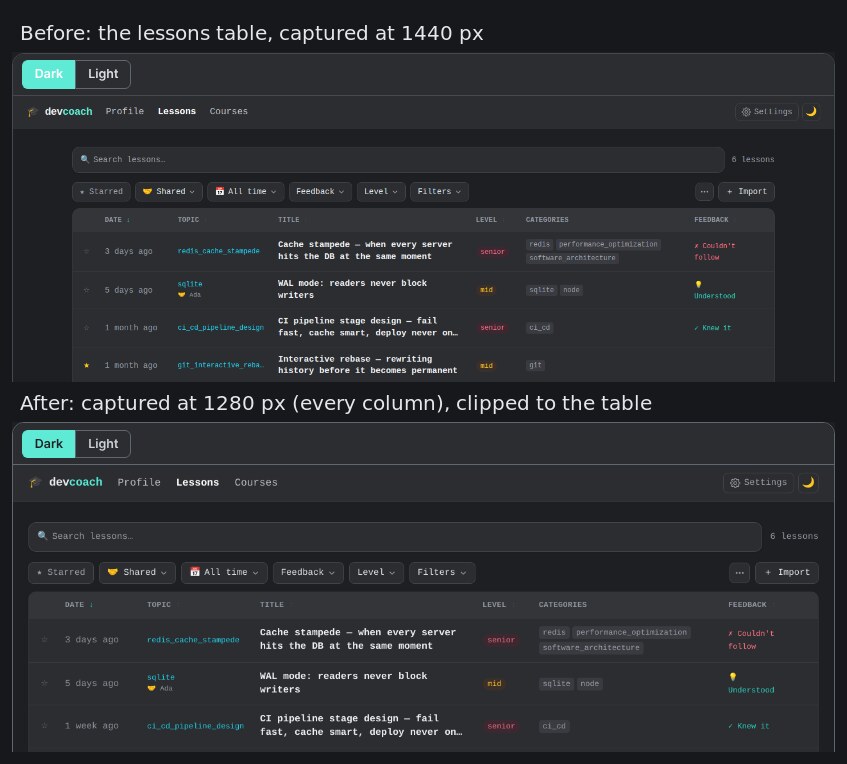 Before: the lessons table, captured at 1440 px
Dark Light
devcoach Profile Lessons Courses Settings
Search lessons… 6 lessons
★ Starred Shared All time Feedback Level Filters ⋯ + Import
DATE ↓ TOPIC TITLE LEVEL CATEGORIES FEEDBACK
3 days ago redis_cache_stampede Cache stampede — when every server senior redis performance_optimization ✗ Couldn't
hits the DB at the same moment software_architecture follow
5 days ago sqlite WAL mode: readers never block mid sqlite node
Ada writers Understood
1 month ago ci_cd_pipeline_design CI pipeline stage design — fail senior ci_cd ✓ Knew it
fast, cache smart, deploy never on…
1 month ago git_interactive_reba… Interactive rebase — rewriting mid git
history before it becomes permanent
After: captured at 1280 px (every column), clipped to the table
Dark Light
devcoach Profile Lessons Courses Settings
Search lessons… 6 lessons
★ Starred Shared All time Feedback Level Filters ⋯ + Import
DATE ↓ TOPIC TITLE LEVEL CATEGORIES FEEDBACK
3 days ago redis_cache_stampede Cache stampede — when every server senior redis performance_optimization ✗ Couldn't
hits the DB at the same moment software_architecture follow
5 days ago sqlite WAL mode: readers never block mid sqlite node
Ada writers Understood
1 week ago ci_cd_pipeline_design CI pipeline stage design — fail senior ci_cd ✓ Knew it
fast, cache smart, deploy never on…